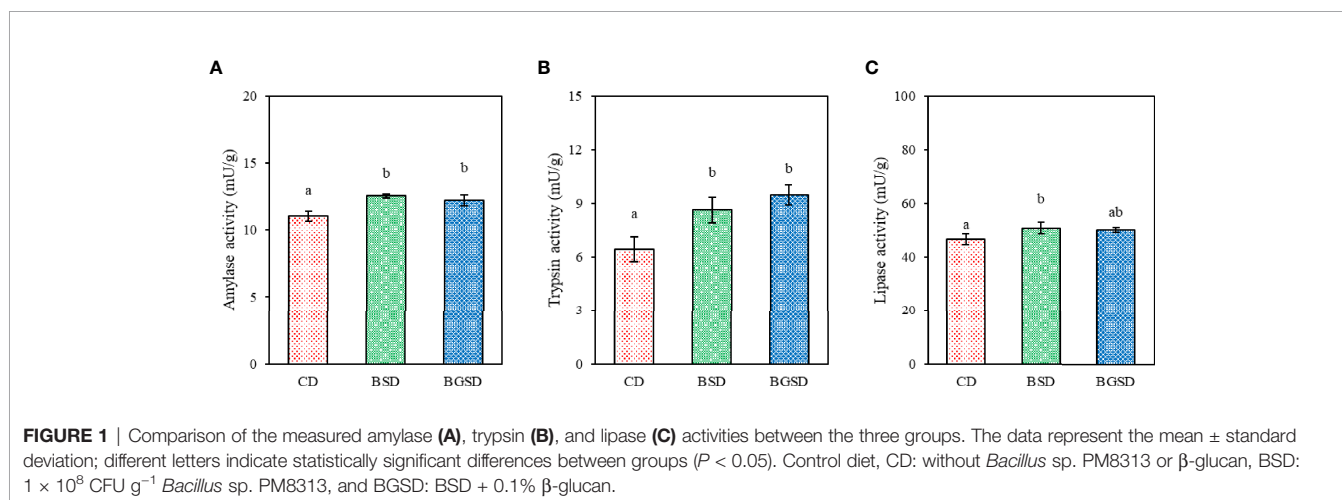 A
B
C
20
15
10
5
0
Amylase activity (mU/g)
a
b
b
CD
BSD
BGSD
15
12
9
6
3
0
Trypsin activity (mU/g)
a
b
b
CD
BSD
BGSD
100
80
60
40
20
0
Lipase activity (mU/g)
a
b
ab
CD
BSD
BGSD
FIGURE 1 | Comparison of the measured amylase (A), trypsin (B), and lipase (C) activities between the three groups. The data represent the mean ± standard
deviation; different letters indicate statistically significant differences between groups (P < 0.05). Control diet, CD: without Bacillus sp. PM8313 or β-glucan, BSD:
1 × 10⁸ CFU g⁻¹ Bacillus sp. PM8313, and BGSD: BSD + 0.1% β-glucan.